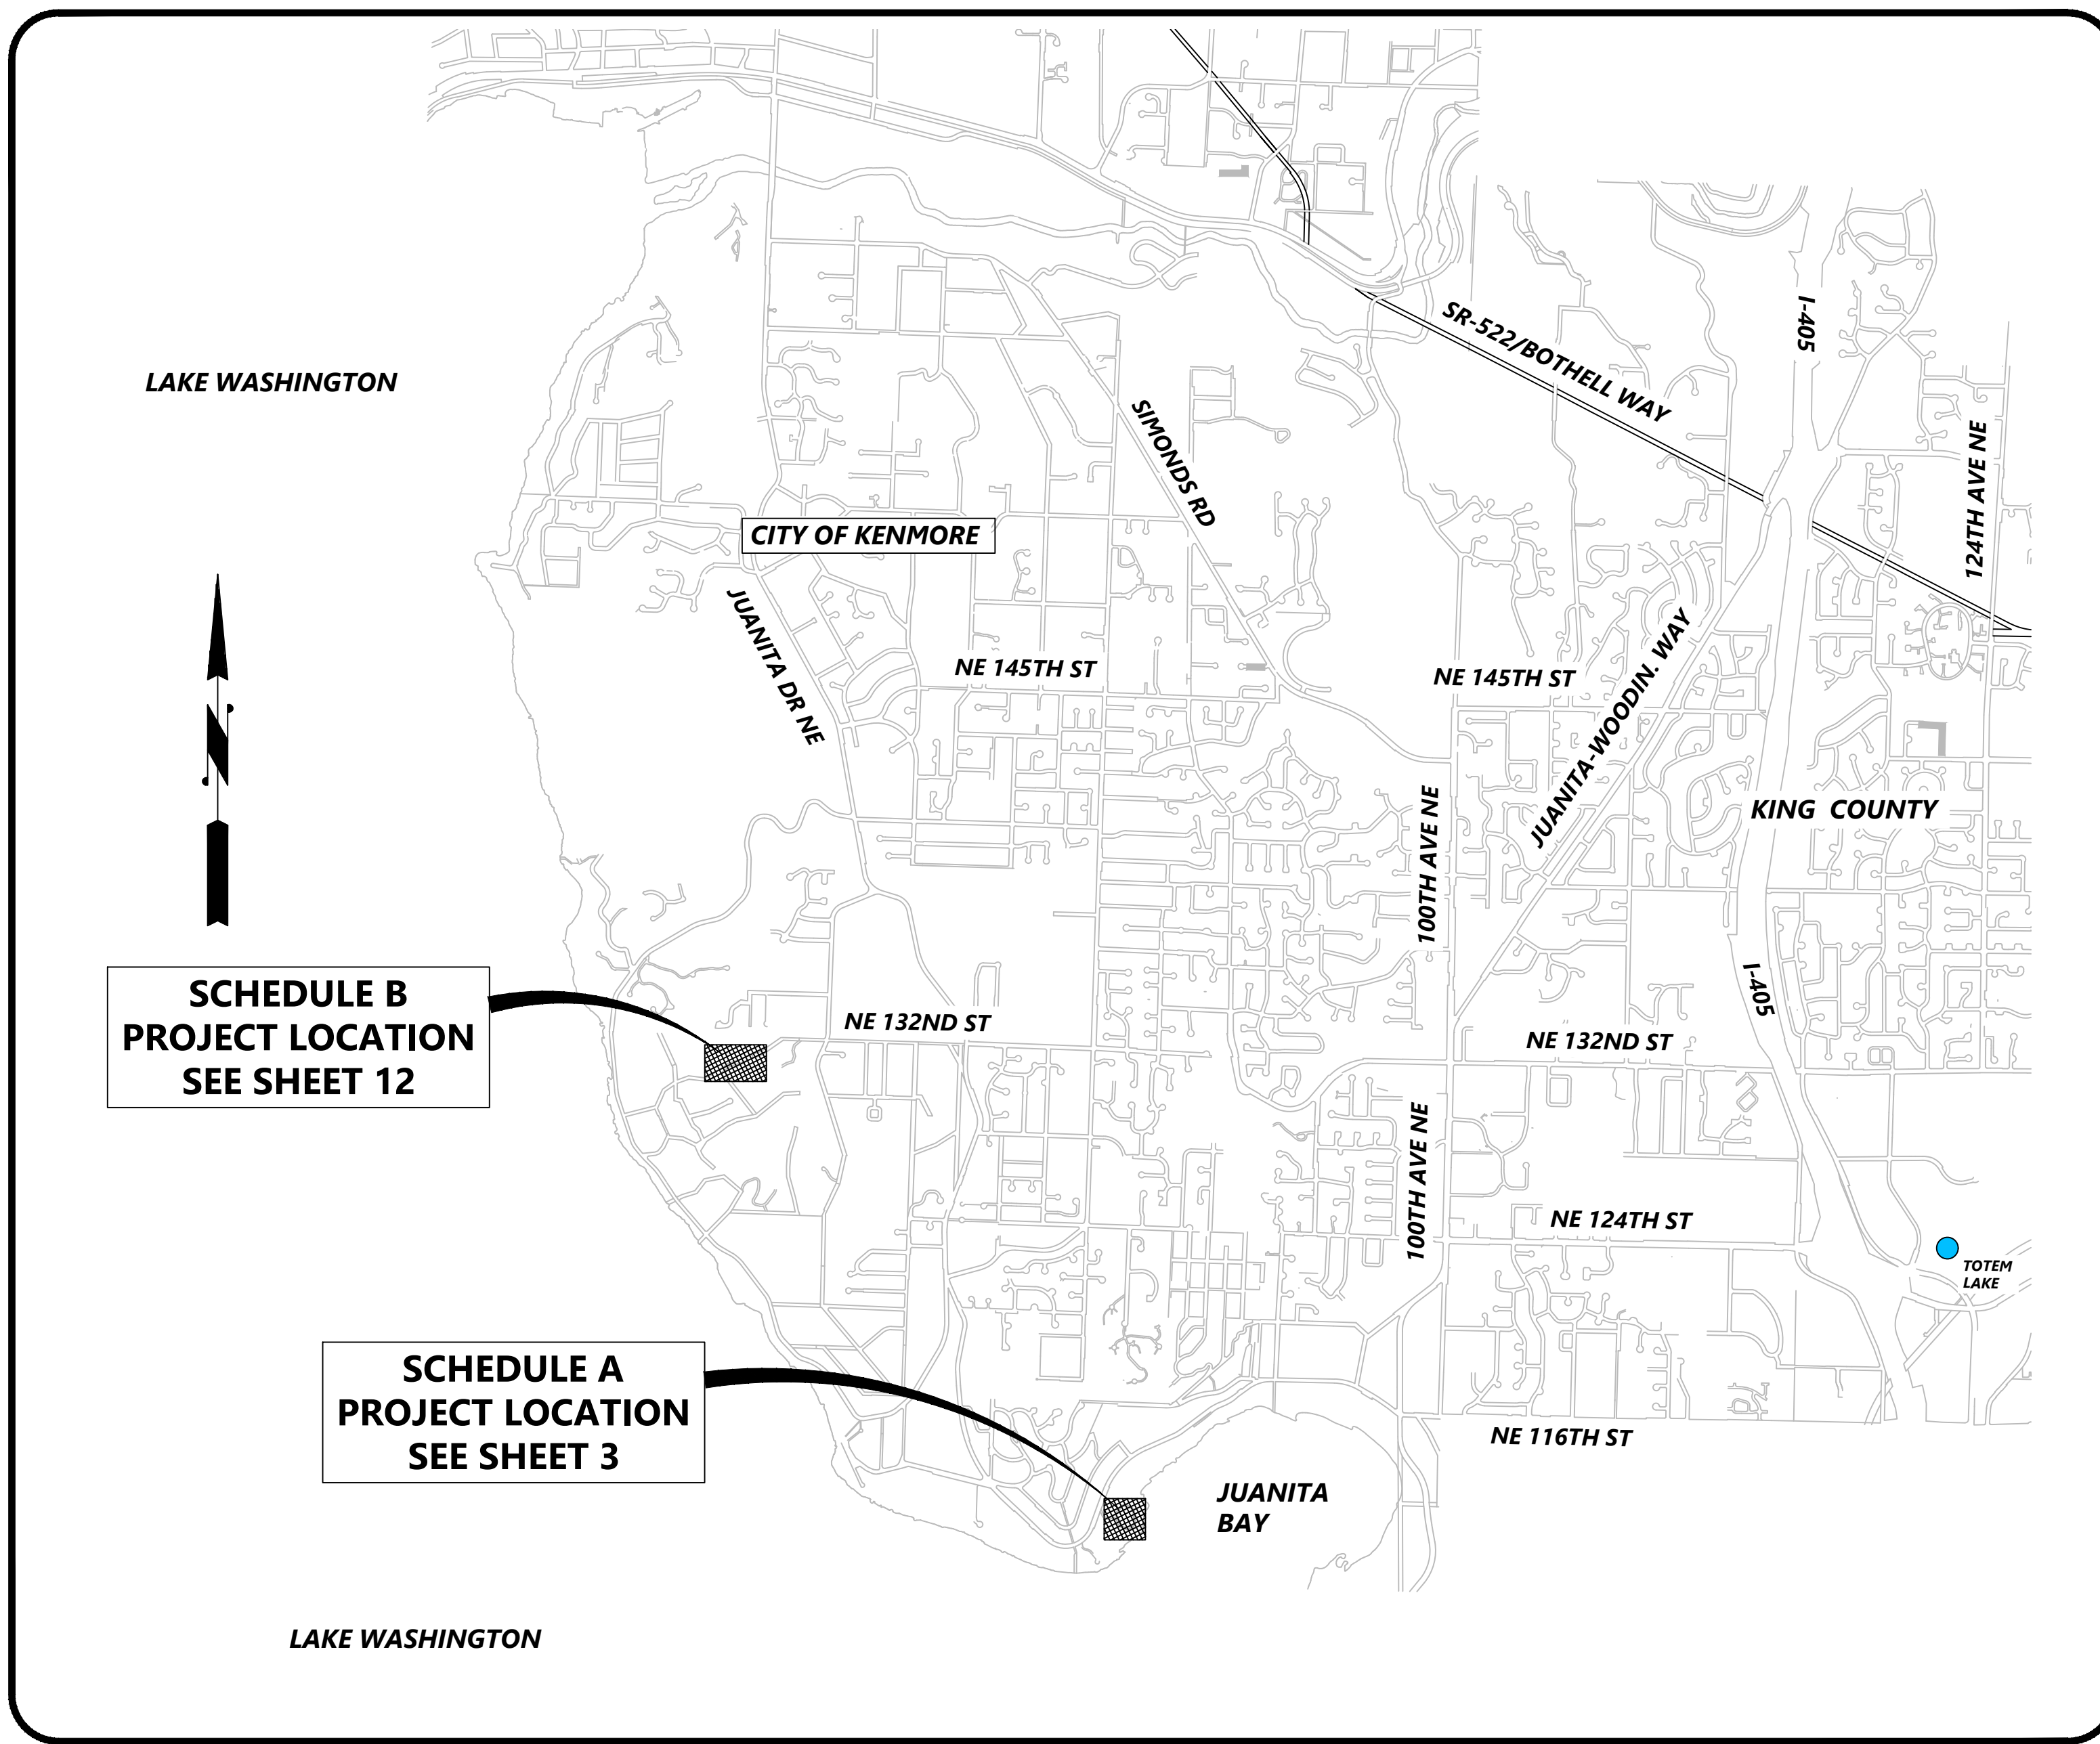 I-405
SR-522/BOTHELL WAY
LAKE WASHINGTON
SIMONDS RD
124TH AVE NE
CITY OF KENMORE
JUANITA DR NE
NE 145TH ST
NE 145TH ST
JUANITA-WOODIN. WAY
N
100TH AVE NE
KING COUNTY
SCHEDULE B
PROJECT LOCATION
SEE SHEET 12
I-405
NE 132ND ST
NE 132ND ST
100TH AVE NE
NE 124TH ST
TOTEM
LAKE
SCHEDULE A
PROJECT LOCATION
SEE SHEET 3
NE 116TH ST
JUANITA
BAY
LAKE WASHINGTON